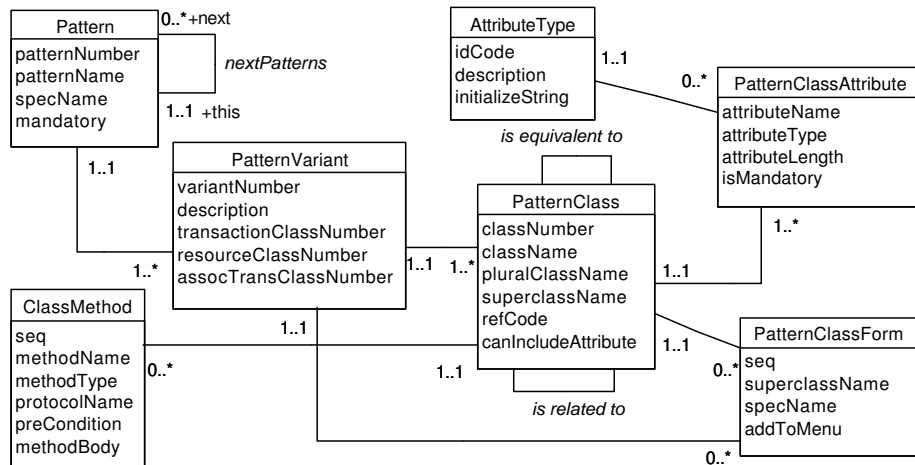 Pattern
patternNumber
patternName
specName
mandatory
0..* +next
nextPatterns
1..1 +this
1..1
1..*
AttributeType
idCode
description
initializeString
1..1
0..*
PatternClassAttribute
attributeName
attributeType
attributeLength
isMandatory
1..*
1..1
is equivalent to
PatternVariant
variantNumber
description
transactionClassNumber
resourceClassNumber
assocTransClassNumber
1..1
1..*
1..1
PatternClass
classNumber
className
pluralClassName
superclassName
refCode
canIncludeAttribute
is related to
ClassMethod
seq
methodName
methodType
protocolName
preCondition
methodBody
0..*
1..1
1..1
0..*
PatternClassForm
seq
superclassName
specName
addToMenu
0..*